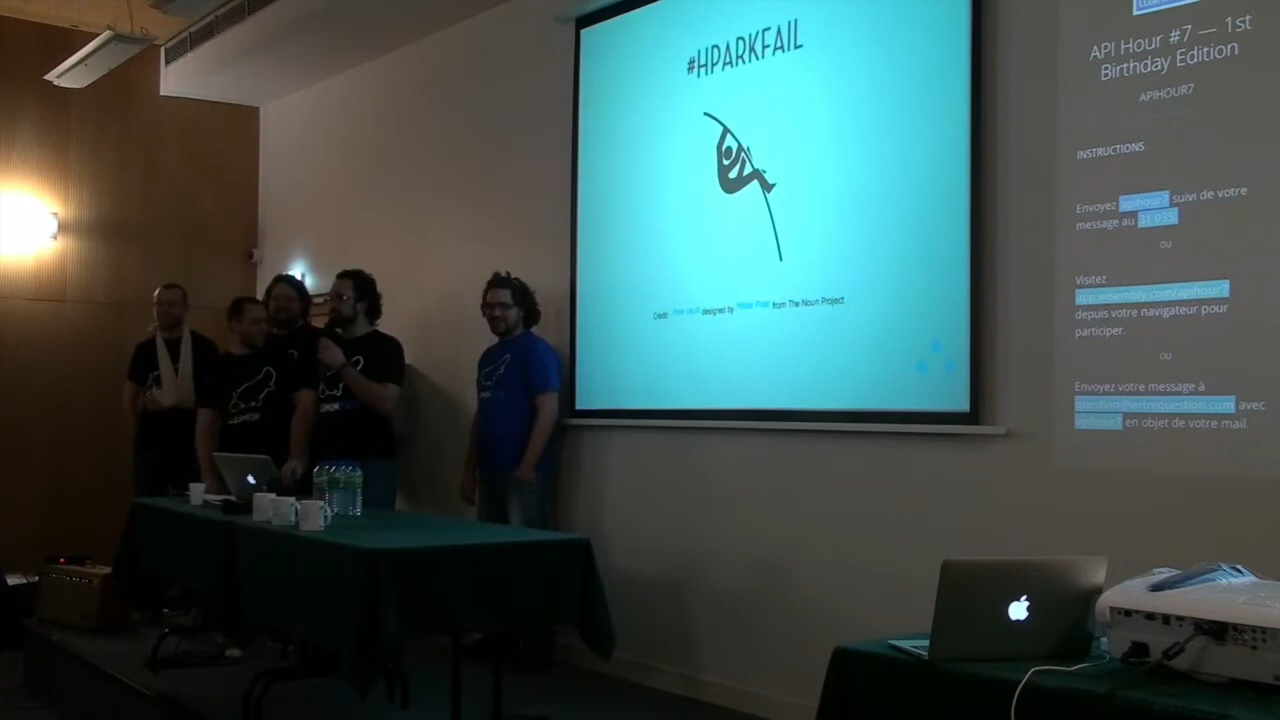 #HPARKFAIL
Crédit : Pole Vault designed by Mister Pixel from The Noun Project
API Hour #7 — 1st
Birthday Edition
APIHOUR7
INSTRUCTIONS
Envoyez apihour7 suivi de votre
message au 31 035
ou
Visitez
app.wisembly.com/apihour7
depuis votre navigateur pour
participer.
ou
Envoyez votre message à
question@votrequestion.com avec
apihour7 en objet de votre mail.